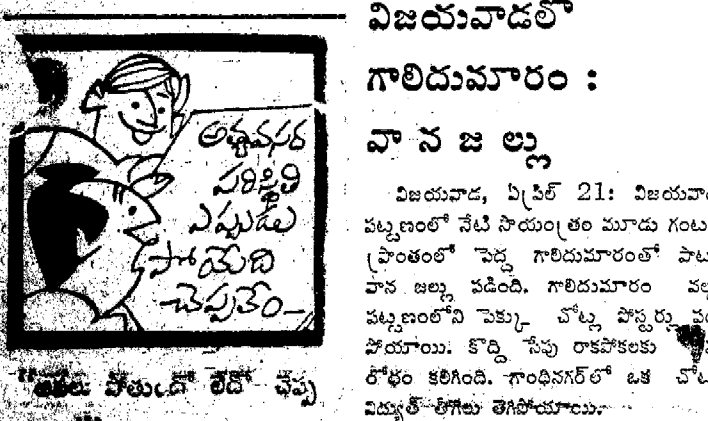 అత్యవసర
పరిస్థితి
ఎప్పుడు
పోయేది
చెప్పవేం
పోతుందో లేదో చెప్ప
విజయవాడలో
గాలిదుమారం :
వాన జల్లు
విజయవాడ, ఏప్రిల్ 21: విజయవా
పట్టణంలో నేటి సాయంత్రం మూడు గంట
ప్రాంతంలో పెద్ద గాలిదుమారంతో పాట
వాన జల్లు పడింది. గాలిదుమారం వల్ల
పట్టణంలోని పెక్కు చోట్ల పోస్టర్లు
పోయాయి. కొద్ది సేపు రాకపోకలకు
రోధం కలిగింది. గాంధినగర్‌లో ఒక చోట
విద్యుత్ తీగెలు తెగిపోయాయి.